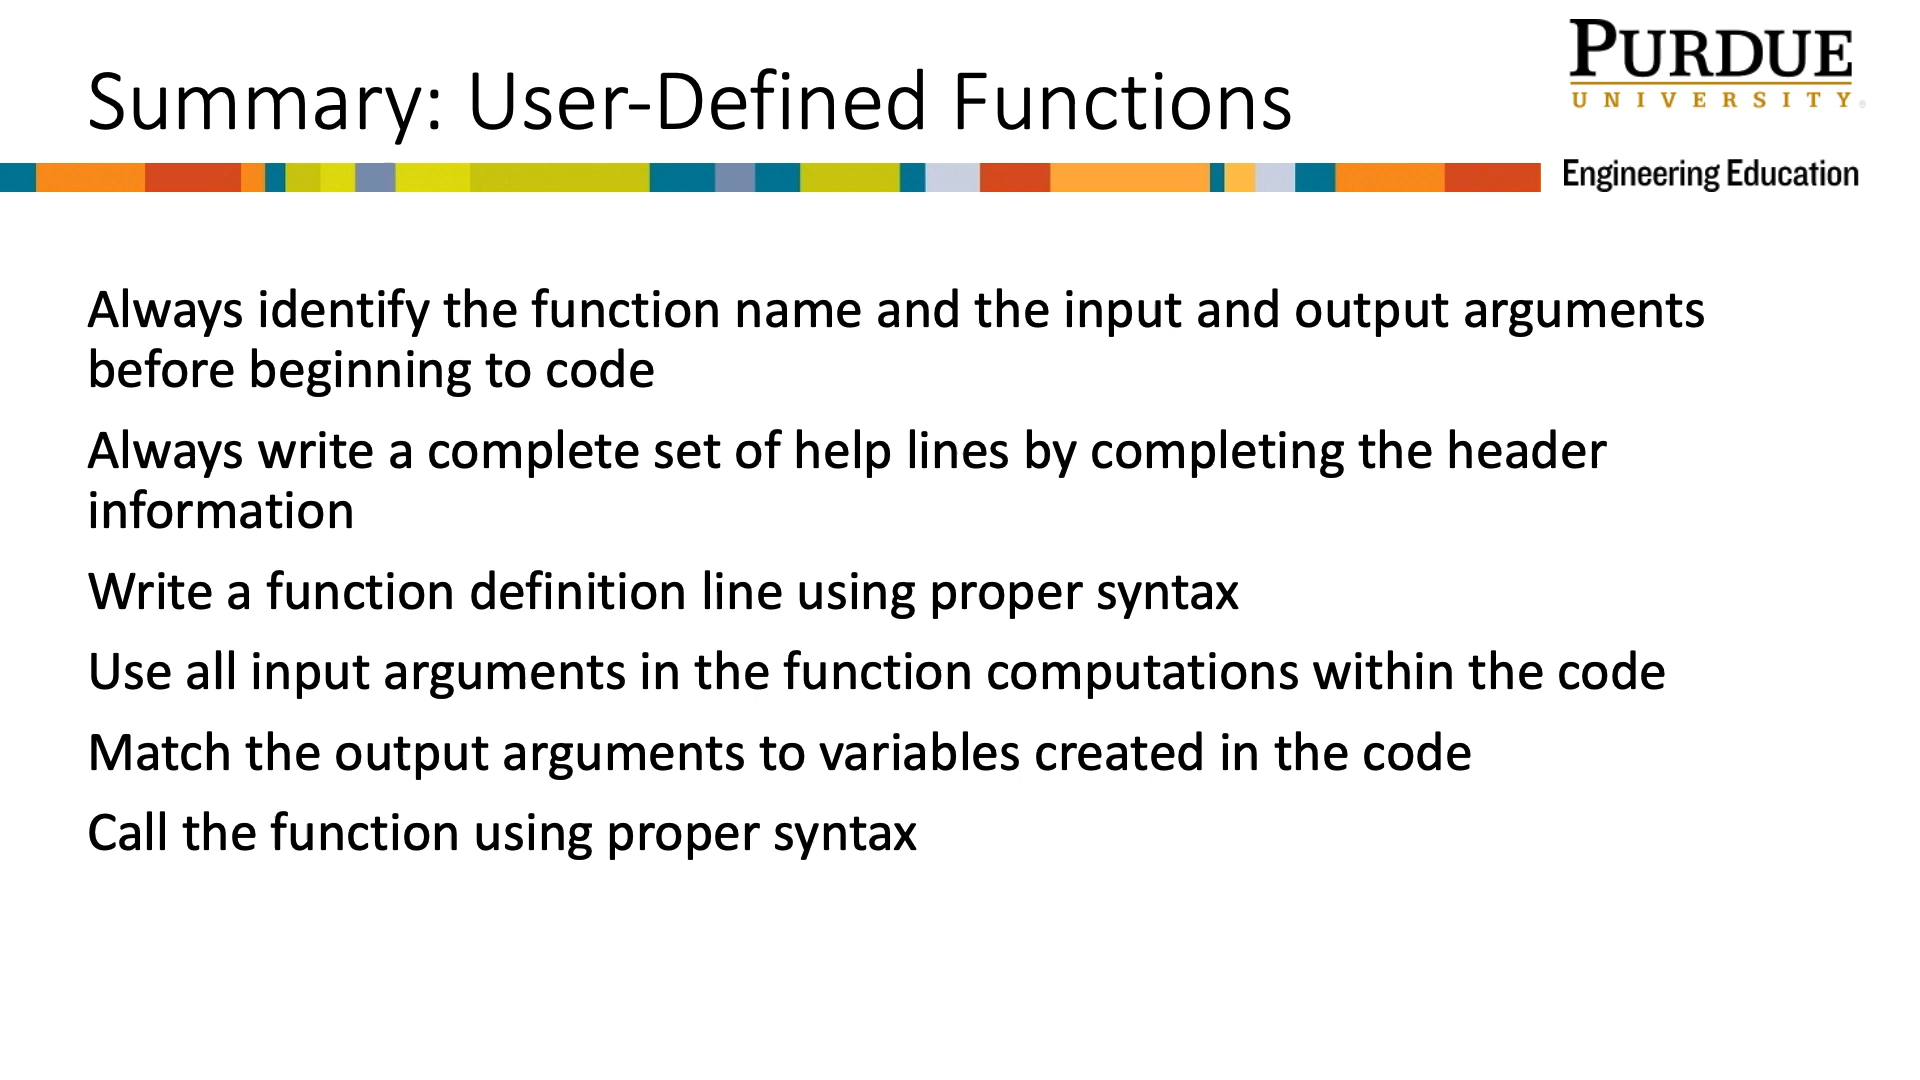 PURDUE
UNIVERSITY®
Summary: User-Defined Functions
Engineering Education
Always identify the function name and the input and output arguments
before beginning to code
Always write a complete set of help lines by completing the header
information
Write a function definition line using proper syntax
Use all input arguments in the function computations within the code
Match the output arguments to variables created in the code
Call the function using proper syntax